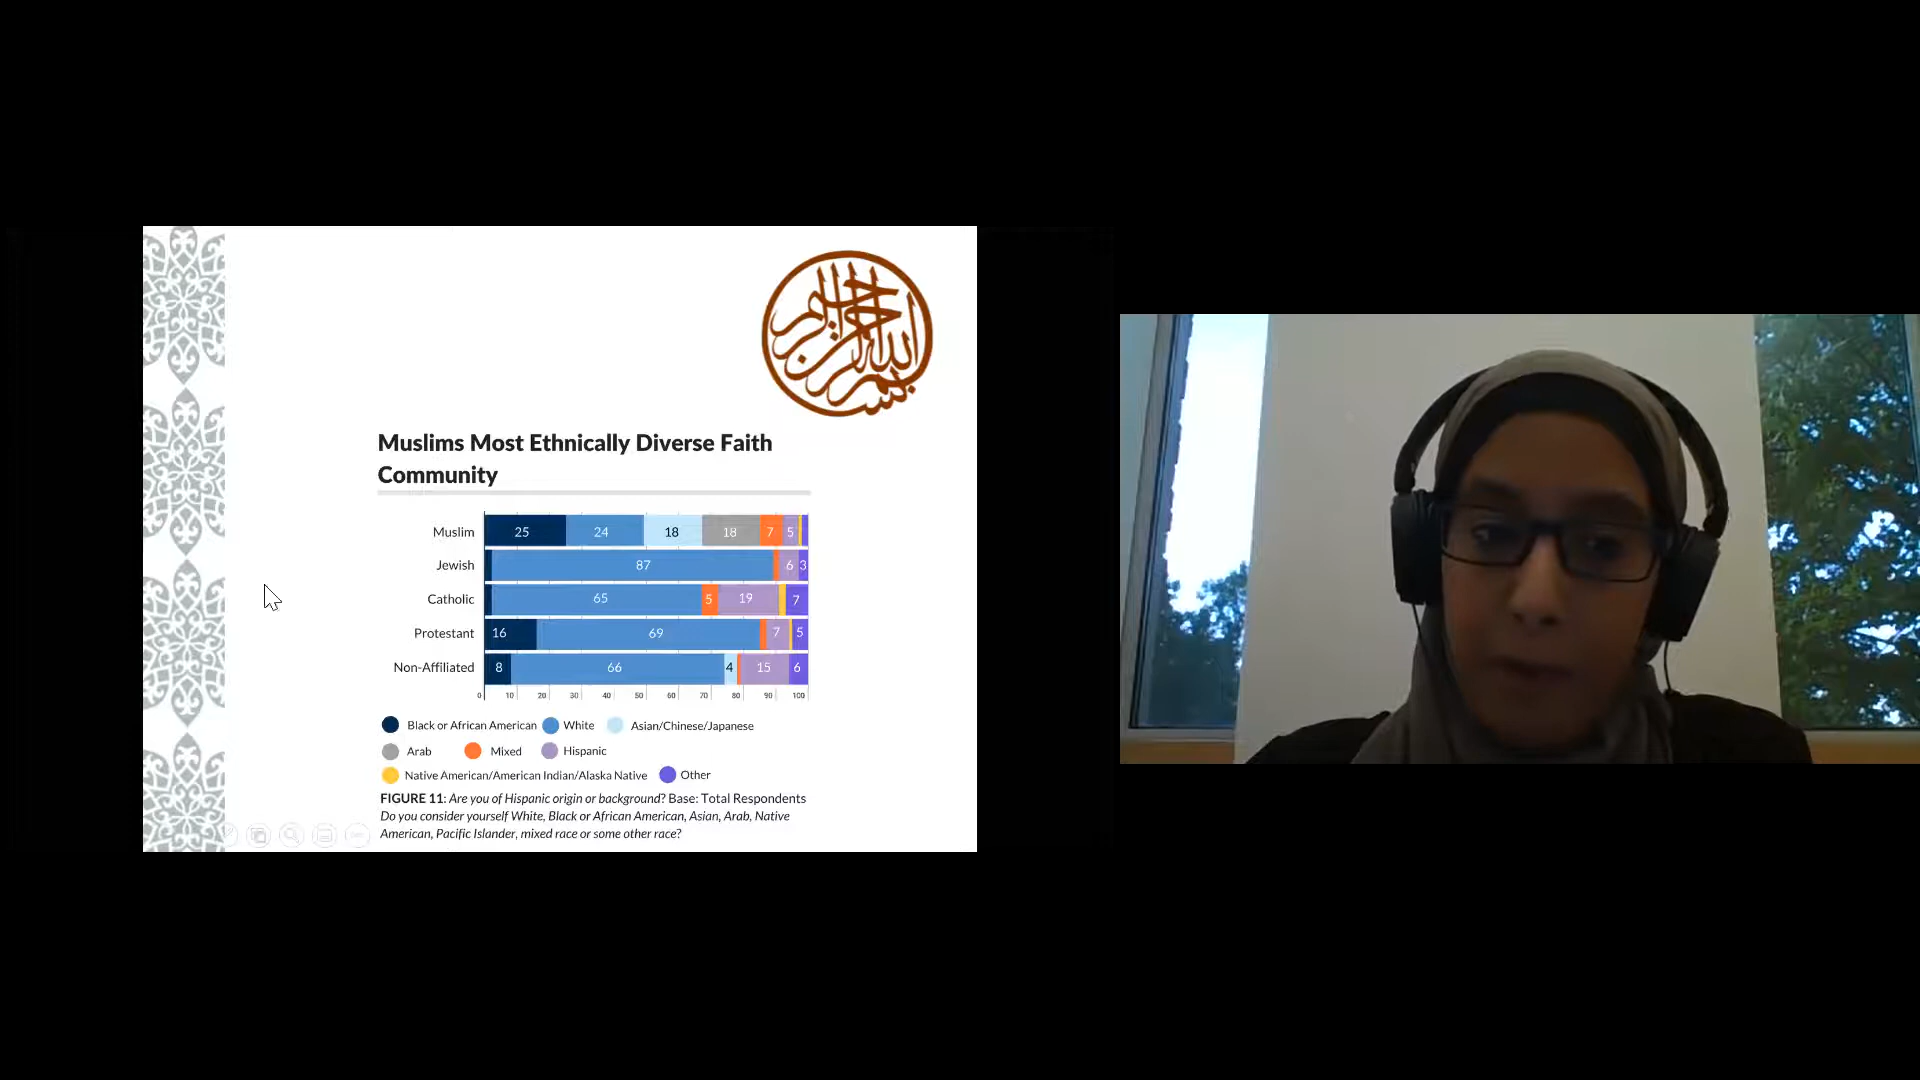 بسم الله الرحمن الرحيم
Muslims Most Ethnically Diverse Faith
Community
Muslim 25 24 18 18 7 5
Jewish 87 6 3
Catholic 65 5 19 7
Protestant 16 69 7 5
Non-Affiliated 8 66 4 15 6
0 10 20 30 40 50 60 70 80 90 100
Black or African American White Asian/Chinese/Japanese
Arab Mixed Hispanic
Native American/American Indian/Alaska Native Other
FIGURE 11: Are you of Hispanic origin or background? Base: Total Respondents
Do you consider yourself White, Black or African American, Asian, Arab, Native
American, Pacific Islander, mixed race or some other race?